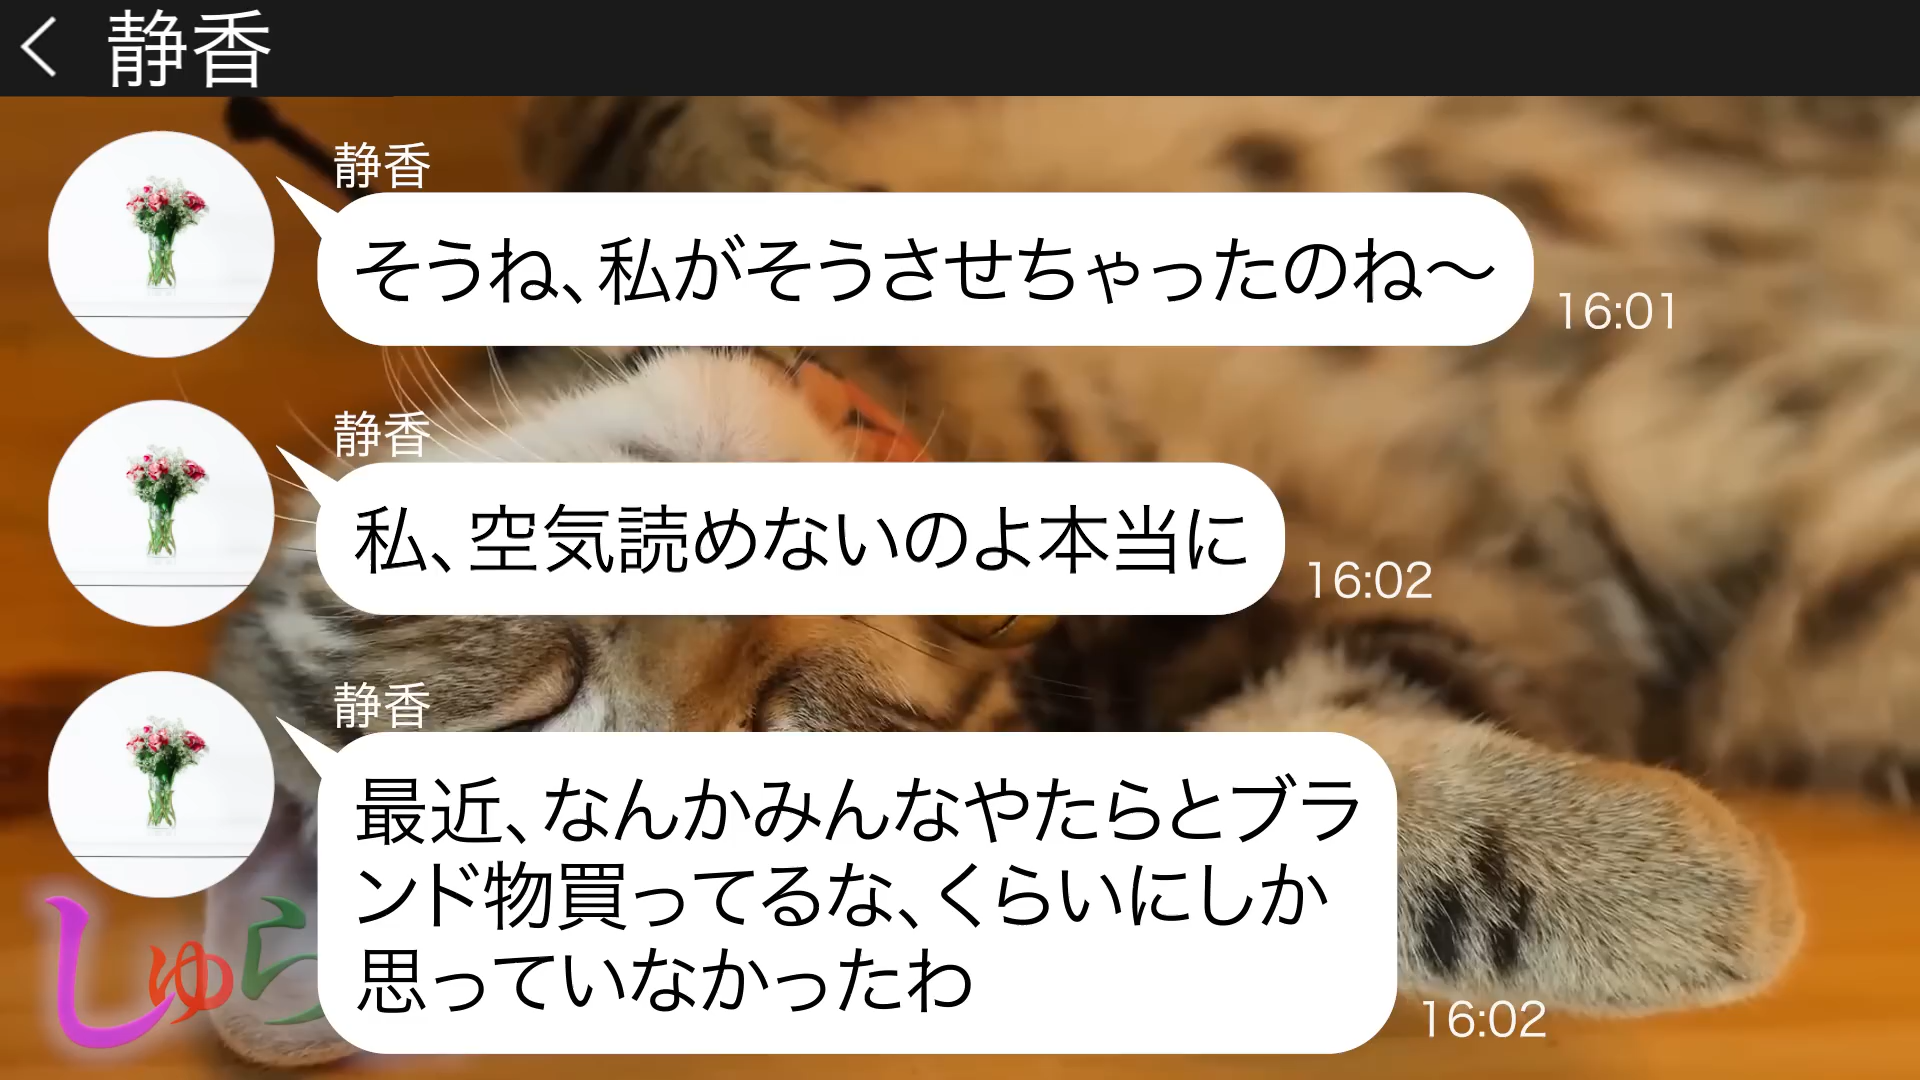 静香
静香
そうね、私がそうさせちゃったのね～
16:01
静香
私、空気読めないのよ本当に
16:02
静香
最近、なんかみんなやたらとブラ
ンド物買ってるな、くらいにしか
思っていなかったわ
16:02
しゅら